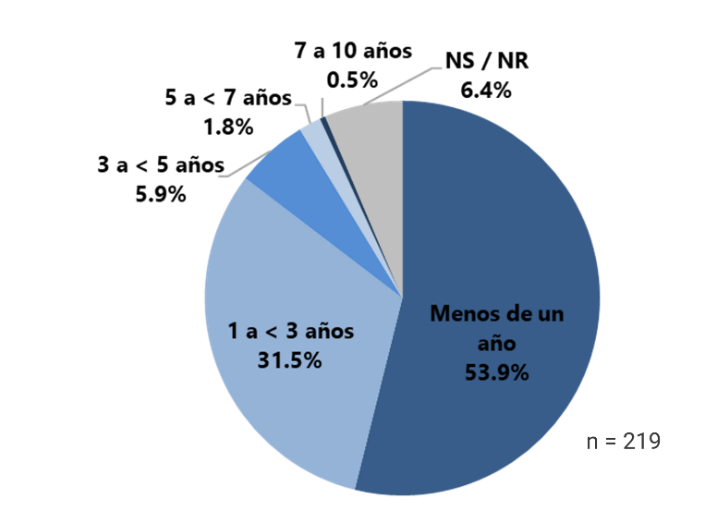 7 a 10 años
0.5%
NS / NR
6.4%
5 a < 7 años
1.8%
3 a < 5 años
5.9%
1 a < 3 años
31.5%
Menos de un
año
53.9%
n = 219